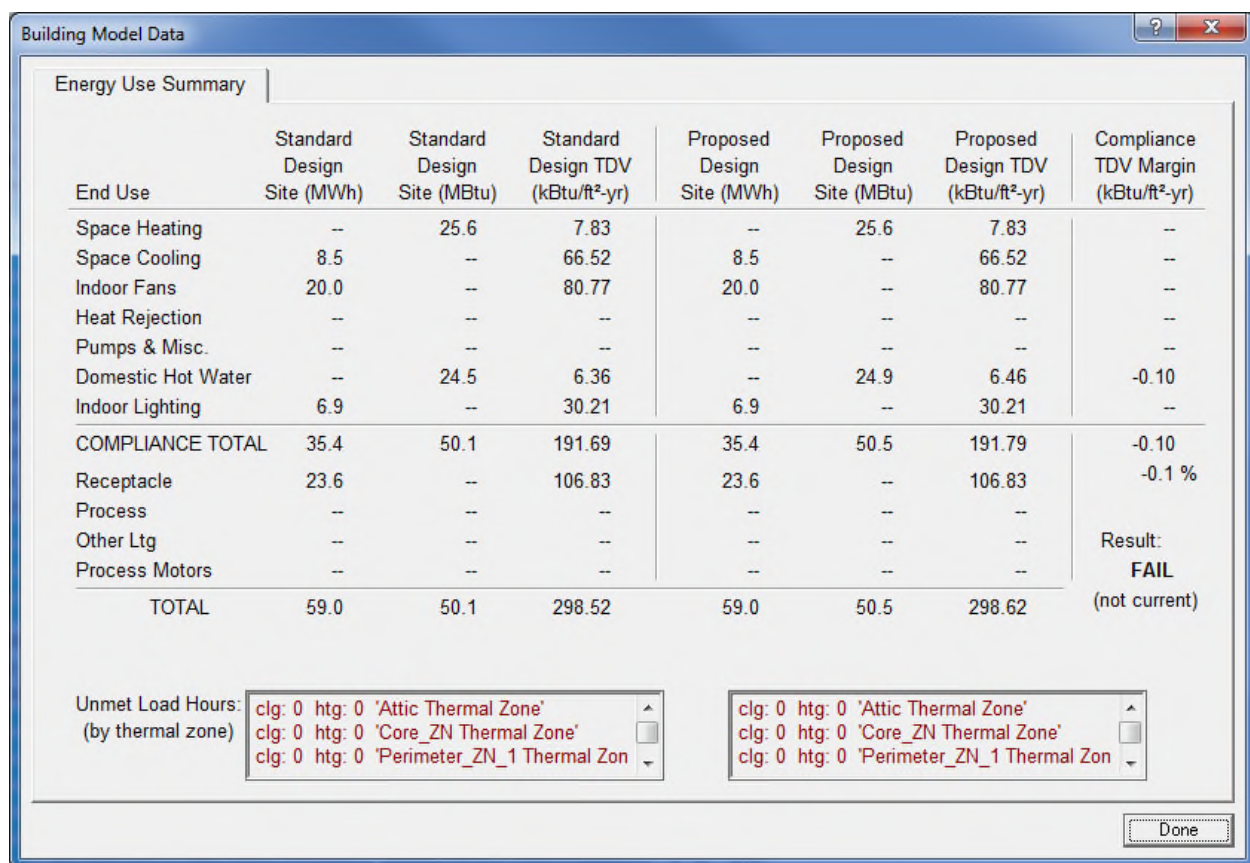 Building Model Data
Energy Use Summary
Standard Standard Standard Proposed Proposed Proposed Compliance
Design Design Design TDV Design Design Design TDV TDV Margin
End Use Site (MWh) Site (MBtu) (kBtu/ft²-yr) Site (MWh) Site (MBtu) (kBtu/ft²-yr) (kBtu/ft²-yr)
Space Heating -- 25.6 7.83 -- 25.6 7.83 --
Space Cooling 8.5 -- 66.52 8.5 -- 66.52 --
Indoor Fans 20.0 -- 80.77 20.0 -- 80.77 --
Heat Rejection -- -- -- -- -- -- --
Pumps & Misc. -- -- -- -- -- -- --
Domestic Hot Water -- 24.5 6.36 -- 24.9 6.46 -0.10
Indoor Lighting 6.9 -- 30.21 6.9 -- 30.21 --
COMPLIANCE TOTAL 35.4 50.1 191.69 35.4 50.5 191.79 -0.10
-0.1 %
Receptacle 23.6 -- 106.83 23.6 -- 106.83
Process -- -- -- -- -- --
Other Ltg -- -- -- -- -- -- Result:
Process Motors -- -- -- -- -- -- FAIL
TOTAL 59.0 50.1 298.52 59.0 50.5 298.62 (not current)
Unmet Load Hours: clg: 0 htg: 0 'Attic Thermal Zone' clg: 0 htg: 0 'Attic Thermal Zone'
(by thermal zone) clg: 0 htg: 0 'Core_ZN Thermal Zone' clg: 0 htg: 0 'Core_ZN Thermal Zone'
clg: 0 htg: 0 'Perimeter_ZN_1 Thermal Zon clg: 0 htg: 0 'Perimeter_ZN_1 Thermal Zon
Done